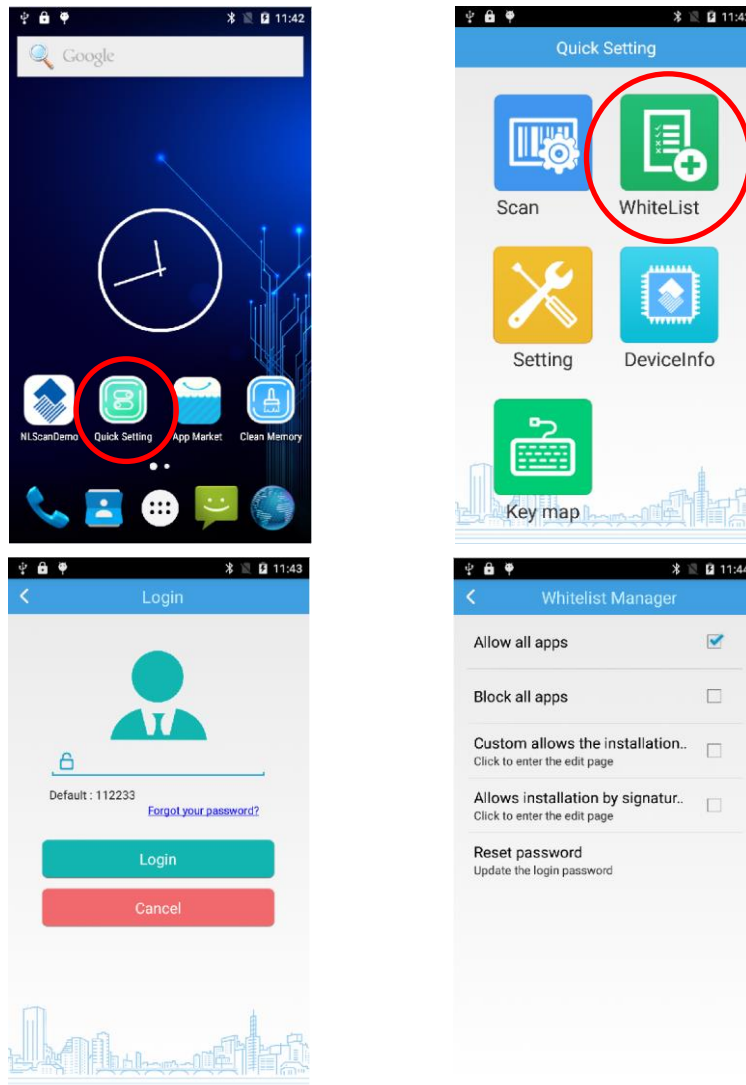 11:42
Google
NLScanDemo
Quick Setting
App Market
Clean Memory
Quick Setting
Scan
WhiteList
Setting
DeviceInfo
Key map
11:43
Login
Default : 112233
Forgot your password?
Login
Cancel
11:44
Whitelist Manager
Allow all apps
Block all apps
Custom allows the installation..
Click to enter the edit page
Allows installation by signatur..
Click to enter the edit page
Reset password
Update the login password